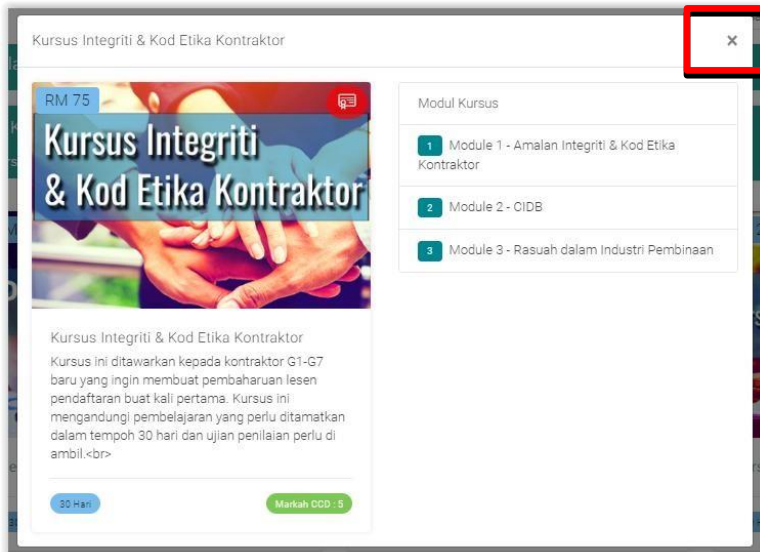 Kursus Integriti & Kod Etika Kontraktor
×
RM 75
Kursus Integriti
& Kod Etika Kontraktor
Kursus Integriti & Kod Etika Kontraktor
Kursus ini ditawarkan kepada kontraktor G1-G7
baru yang ingin membuat pembaharuan lesen
pendaftaran buat kali pertama. Kursus ini
mengandungi pembelajaran yang perlu ditamatkan
dalam tempoh 30 hari dan ujian penilaian perlu di
ambil.<br>
30 Hari
Markah CCD : 5
Modul Kursus
1 Module 1 - Amalan Integriti & Kod Etika
Kontraktor
2 Module 2 - CIDB
3 Module 3 - Rasuah dalam Industri Pembinaan